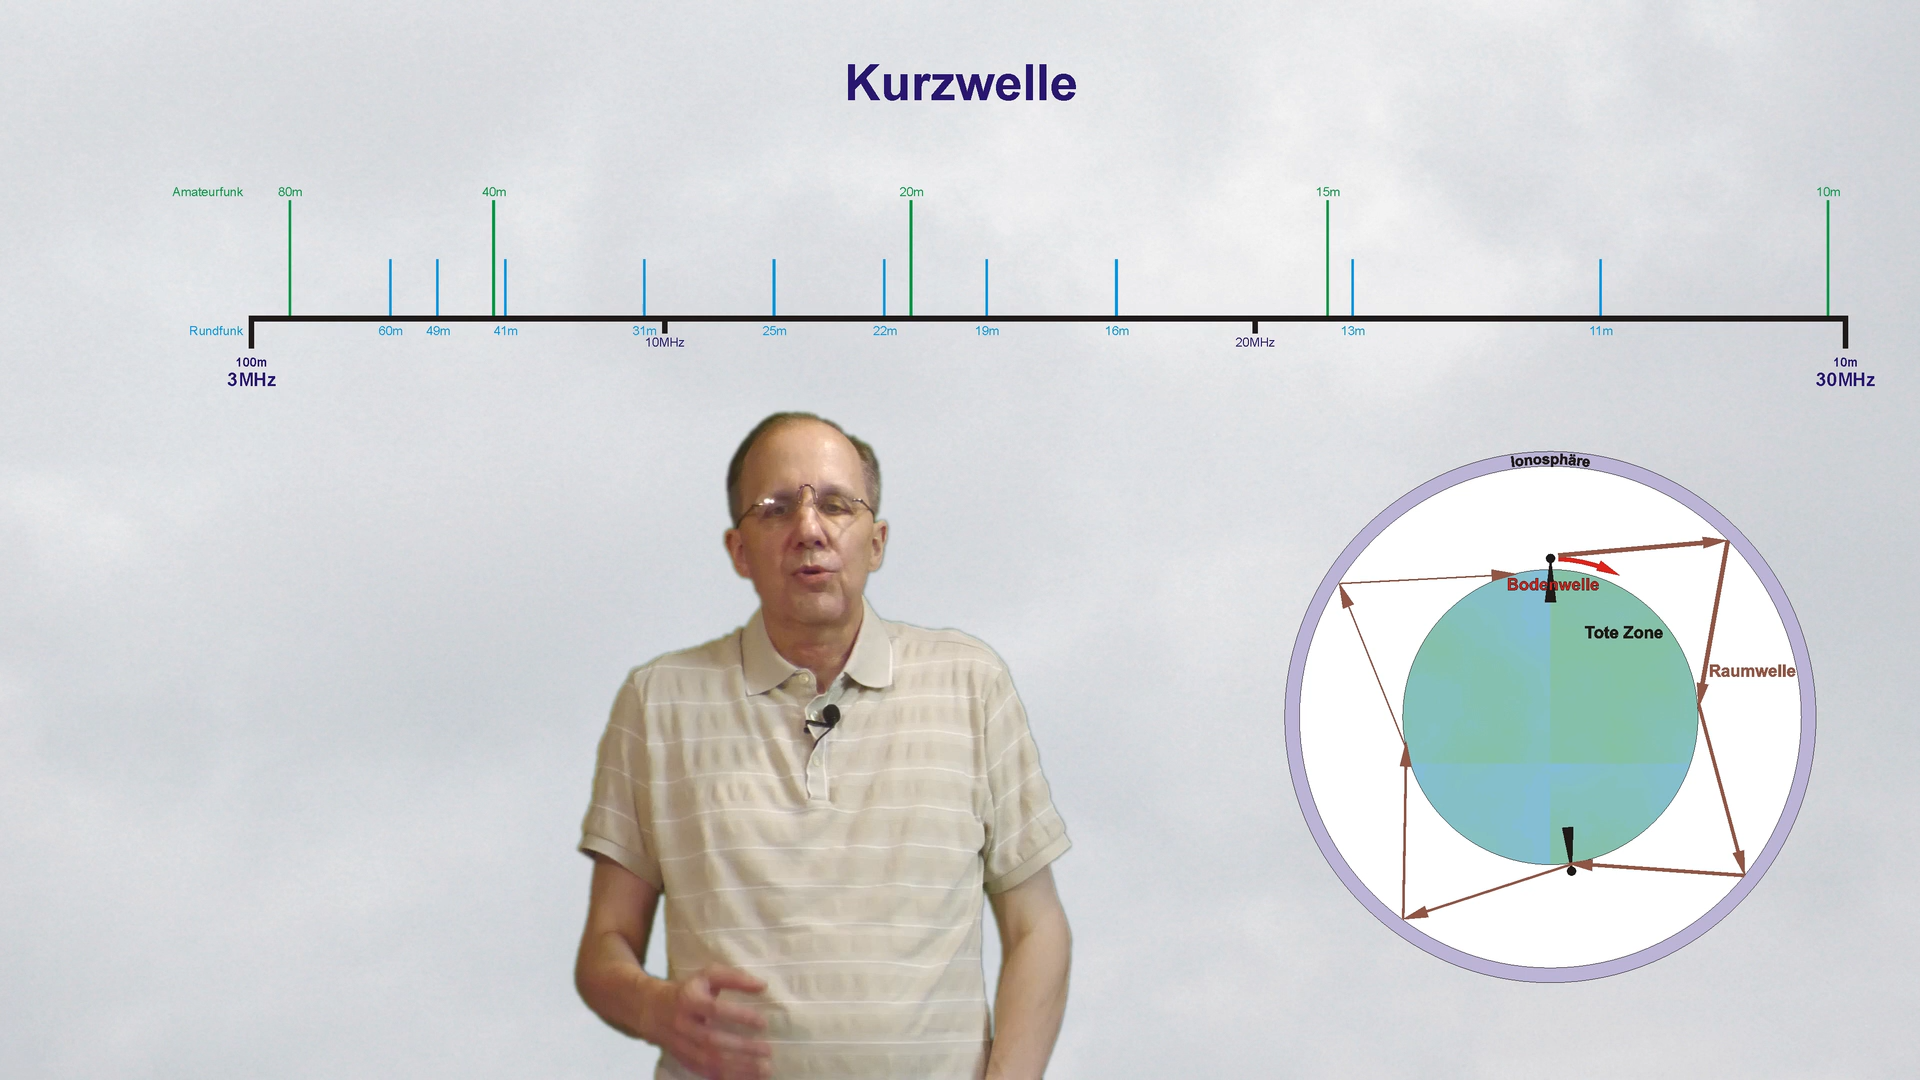 Kurzwelle
Amateurfunk 80m 40m 20m 15m 10m
Rundfunk 60m 49m 41m 31m 25m 22m 19m 16m 13m 11m
10MHz 20MHz
100m 10m
3MHz 30MHz
Ionosphäre
Bodenwelle
Tote Zone
Raumwelle